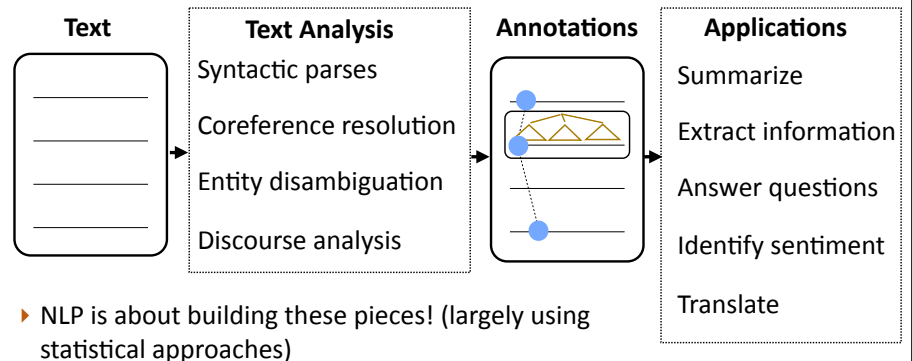 Text
Text Analysis
Syntactic parses
Coreference resolution
Entity disambiguation
Discourse analysis
Annotations
Applications
Summarize
Extract information
Answer questions
Identify sentiment
Translate
‣ NLP is about building these pieces! (largely using
statistical approaches)